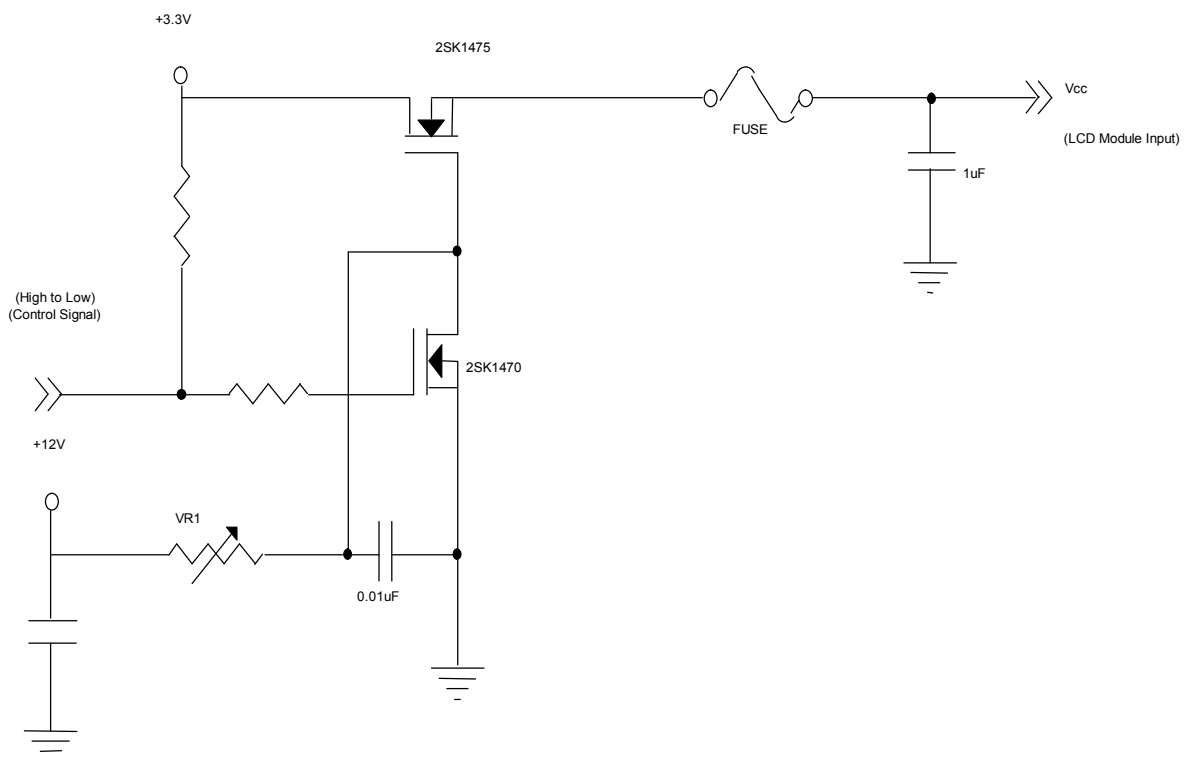 +3.3V
2SK1475
FUSE
Vcc
(LCD Module Input)
1uF
(High to Low)
(Control Signal)
2SK1470
+12V
VR1
0.01uF